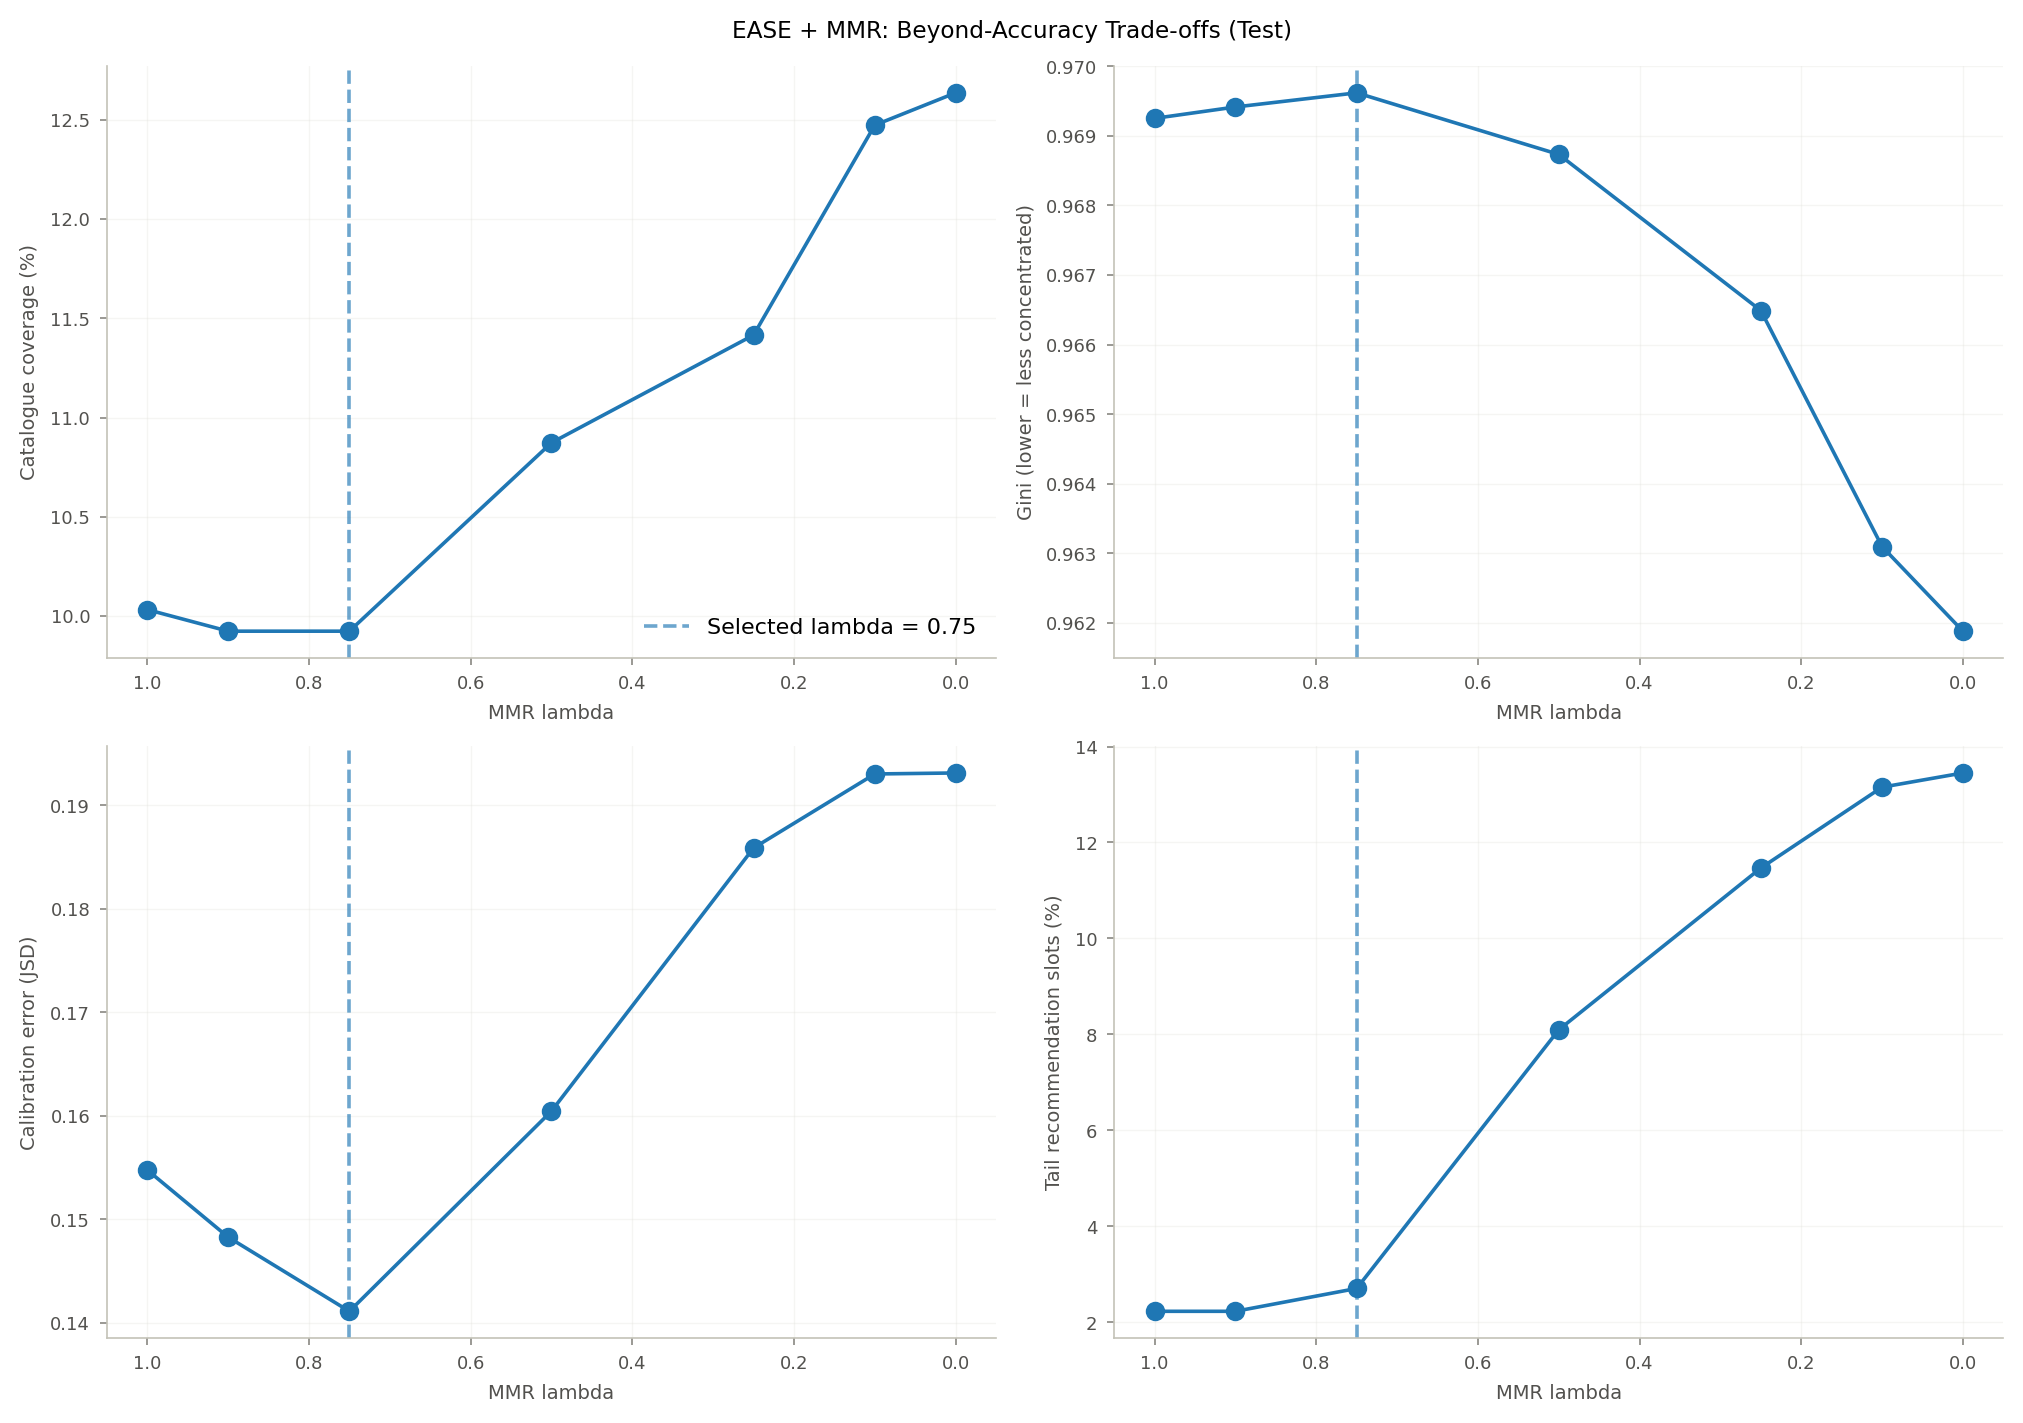 EASE + MMR: Beyond-Accuracy Trade-offs (Test)
Catalogue coverage (%)
12.5
12.0
11.5
11.0
10.5
10.0
Selected lambda = 0.75
1.0 0.8 0.6 0.4 0.2 0.0
MMR lambda
Gini (lower = less concentrated)
0.970
0.969
0.968
0.967
0.966
0.965
0.964
0.963
0.962
1.0 0.8 0.6 0.4 0.2 0.0
MMR lambda
Calibration error (JSD)
0.19
0.18
0.17
0.16
0.15
0.14
1.0 0.8 0.6 0.4 0.2 0.0
MMR lambda
Tail recommendation slots (%)
14
12
10
8
6
4
2
1.0 0.8 0.6 0.4 0.2 0.0
MMR lambda